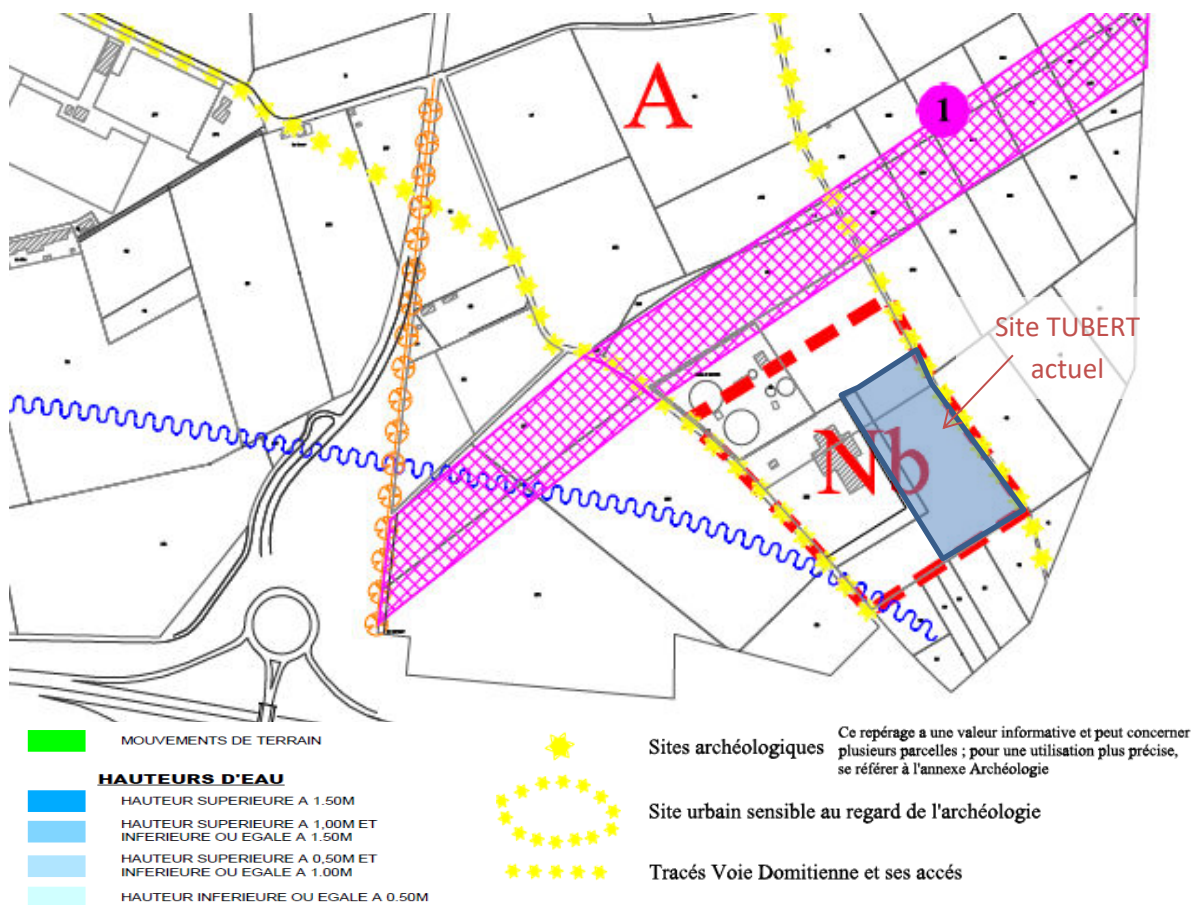 A
1
Site TUBERT
actuel
Nb
MOUVEMENTS DE TERRAIN
HAUTEURS D'EAU
HAUTEUR SUPERIEURE A 1.50M
HAUTEUR SUPERIEURE A 1,00M ET
INFERIEURE OU EGALE A 1.50M
HAUTEUR SUPERIEURE A 0,50M ET
INFERIEURE OU EGALE A 1.00M
HAUTEUR INFERIEURE OU EGALE A 0.50M
Sites archéologiques
Ce repérage a une valeur informative et peut concerner
plusieurs parcelles ; pour une utilisation plus précise,
se référer à l'annexe Archéologie
Site urbain sensible au regard de l'archéologie
Tracés Voie Domitienne et ses accés